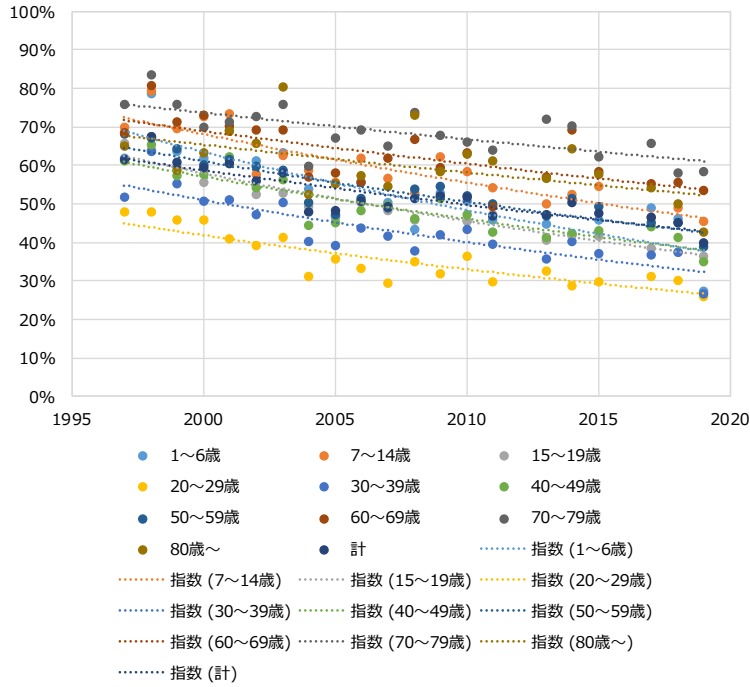 100%
90%
80%
70%
60%
50%
40%
30%
20%
10%
0%
1995 2000 2005 2010 2015 2020
1～6歳 7～14歳 15～19歳
20～29歳 30～39歳 40～49歳
50～59歳 60～69歳 70～79歳
80歳～ 計 指数 (1～6歳)
指数 (7～14歳) 指数 (15～19歳) 指数 (20～29歳)
指数 (30～39歳) 指数 (40～49歳) 指数 (50～59歳)
指数 (60～69歳) 指数 (70～79歳) 指数 (80歳～)
指数 (計)